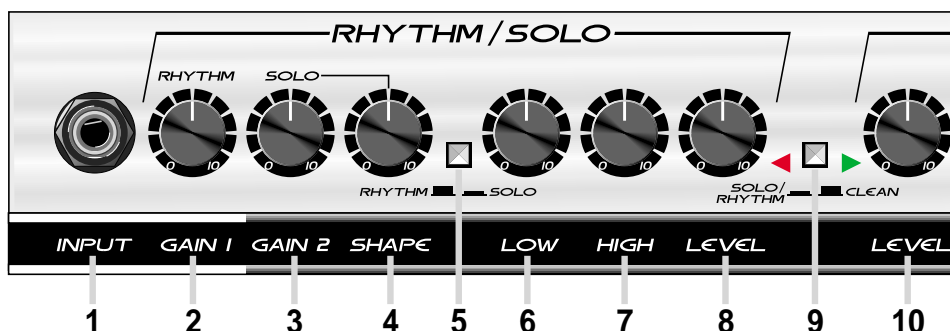 RHYTHM / SOLO
RHYTHM SOLO
0 10 0 10 0 10 0 10 0 10 0 10 0 10
RHYTHM SOLO
SOLO/ RHYTHM CLEAN
INPUT GAIN 1 GAIN 2 SHAPE LOW HIGH LEVEL LEVEL
1 2 3 4 5 6 7 8 9 10